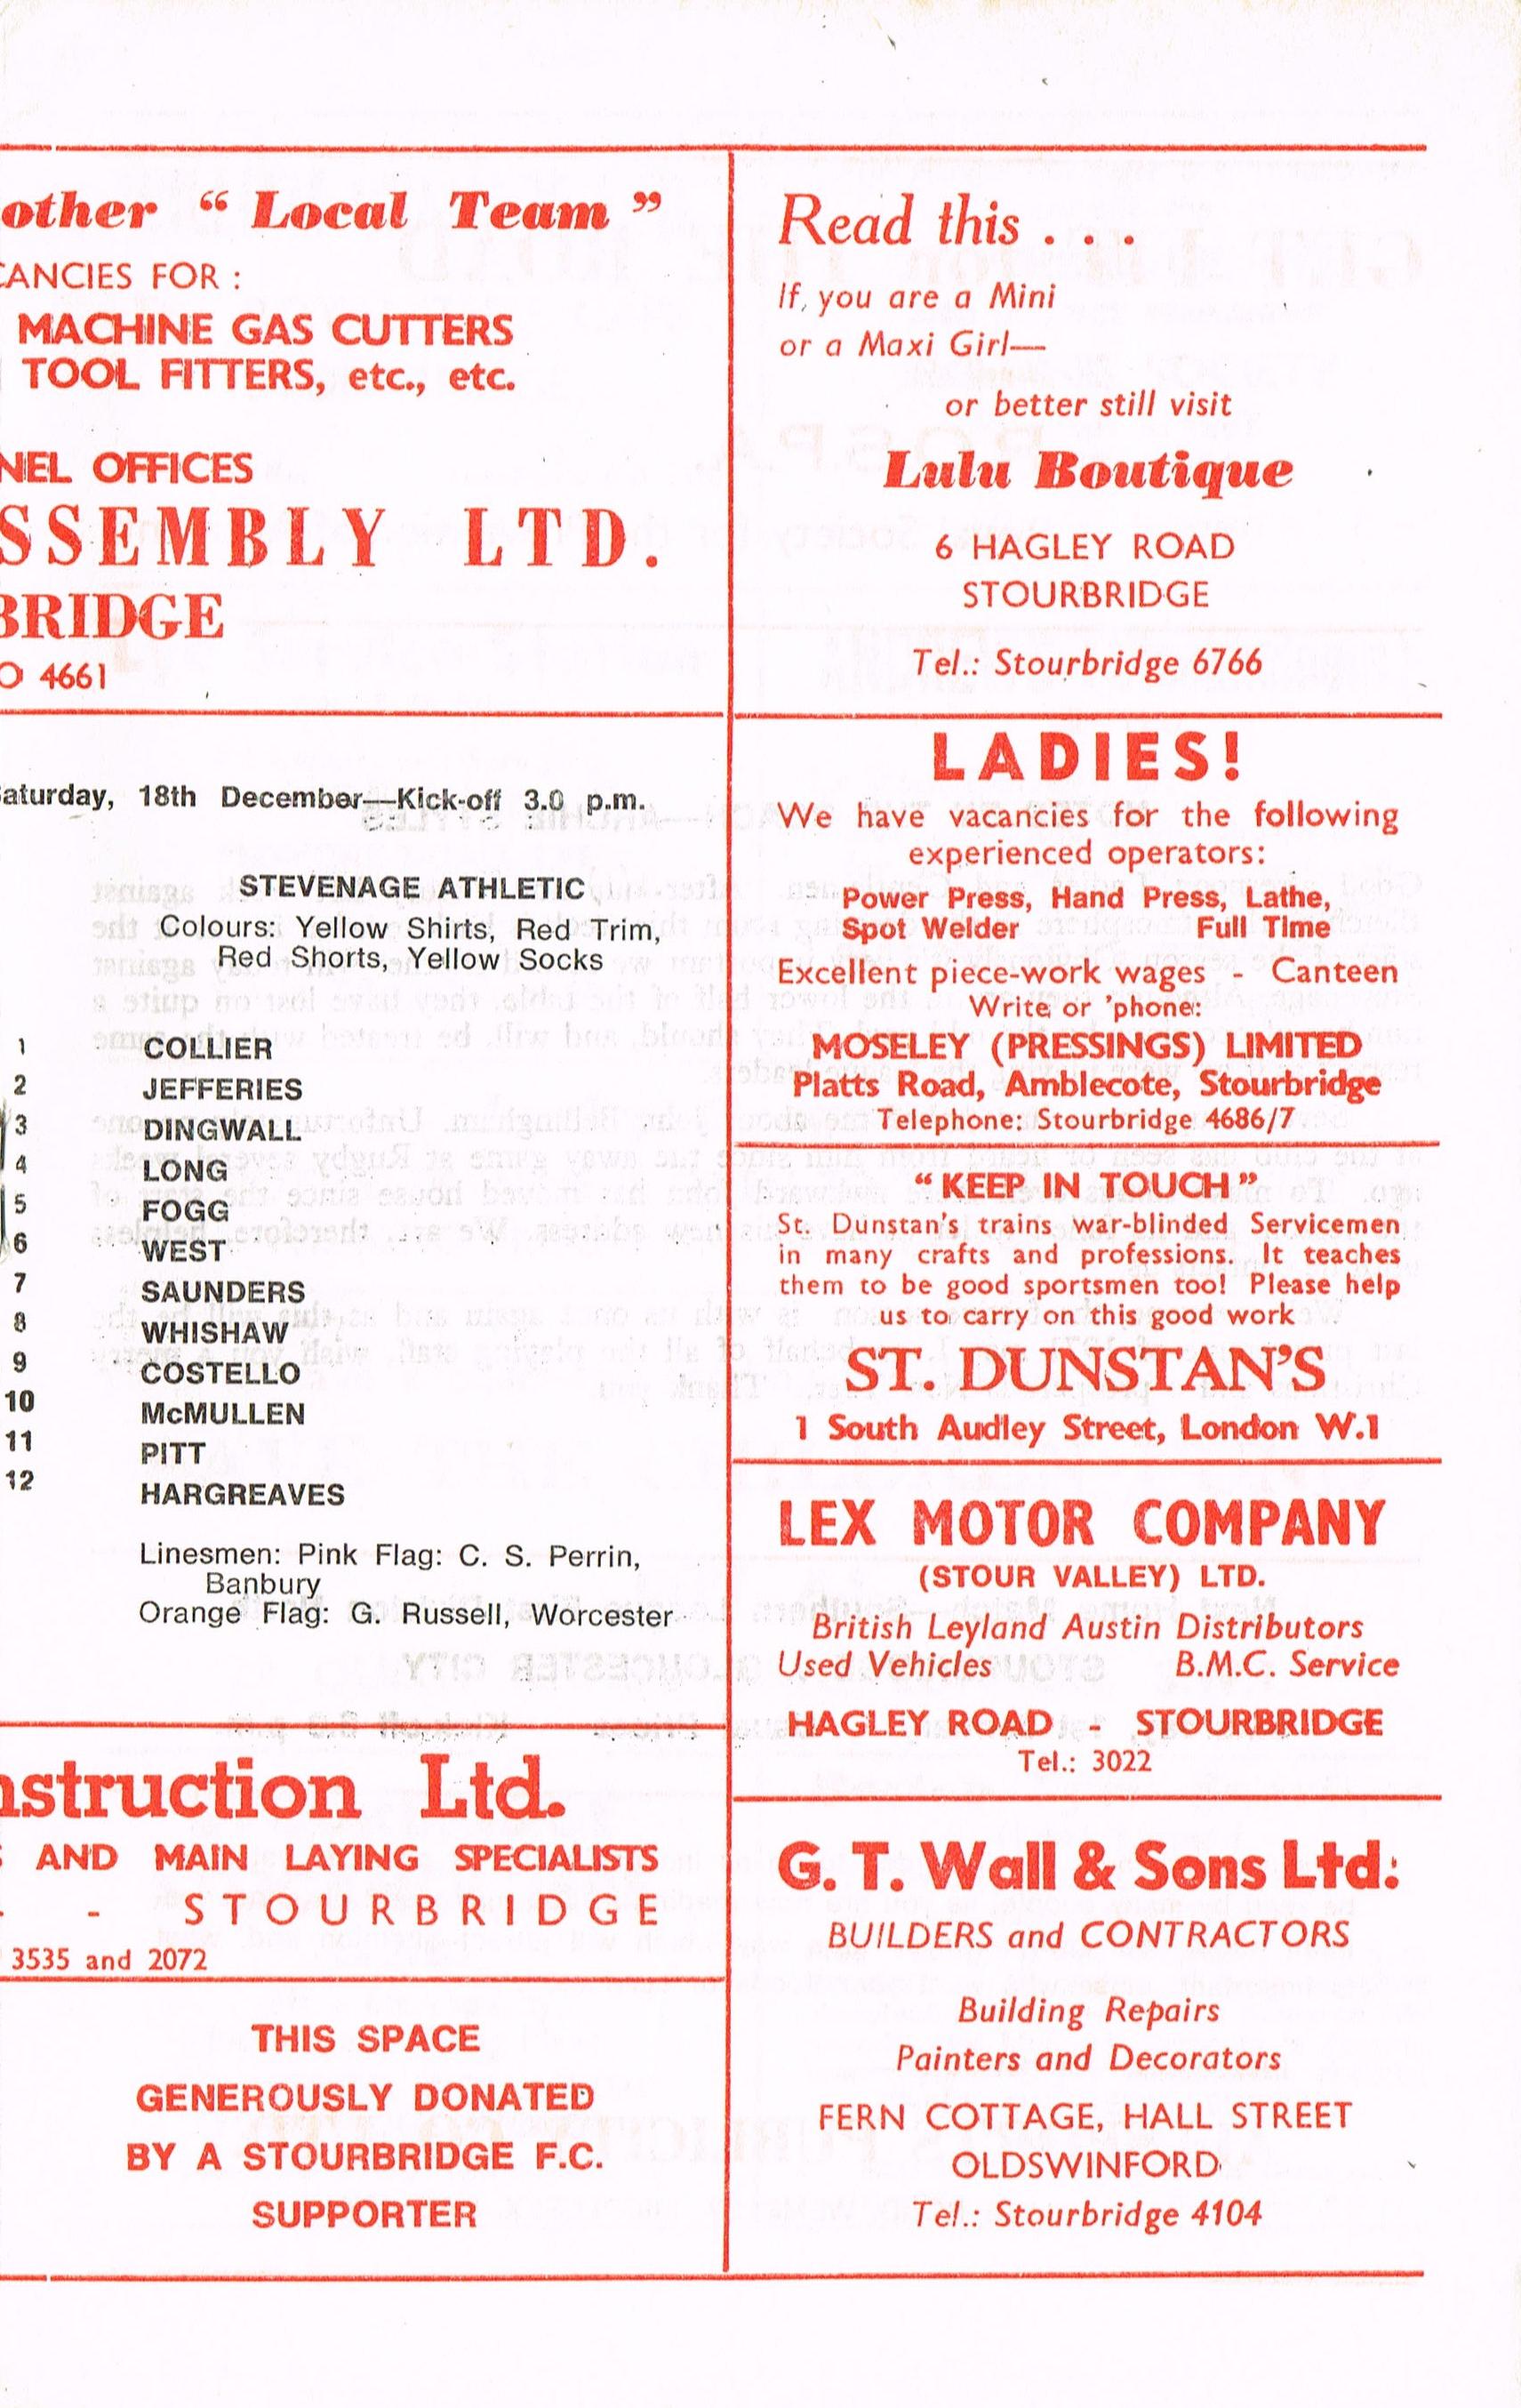 other “ Local Team ”
CANCIES FOR :
MACHINE GAS CUTTERS
TOOL FITTERS, etc., etc.
NEL OFFICES
SSEMBLY LTD.
BRIDGE
O 4661
Saturday, 18th December—Kick-off 3.0 p.m.
STEVENAGE ATHLETIC
Colours: Yellow Shirts, Red Trim,
Red Shorts, Yellow Socks
1 COLLIER
2 JEFFERIES
3 DINGWALL
4 LONG
5 FOGG
6 WEST
7 SAUNDERS
8 WHISHAW
9 COSTELLO
10 McMULLEN
11 PITT
12 HARGREAVES
Linesmen: Pink Flag: C. S. Perrin,
Banbury
Orange Flag: G. Russell, Worcester
nstruction Ltd.
S AND MAIN LAYING SPECIALISTS
- - STOURBRIDGE
3535 and 2072
THIS SPACE
GENEROUSLY DONATED
BY A STOURBRIDGE F.C.
SUPPORTER
Read this . . .
If, you are a Mini
or a Maxi Girl—
or better still visit
Lulu Boutique
6 HAGLEY ROAD
STOURBRIDGE
Tel.: Stourbridge 6766
LADIES!
We have vacancies for the following
experienced operators:
Power Press, Hand Press, Lathe,
Spot Welder Full Time
Excellent piece-work wages - Canteen
Write or 'phone:
MOSELEY (PRESSINGS) LIMITED
Platts Road, Amblecote, Stourbridge
Telephone: Stourbridge 4686/7
“ KEEP IN TOUCH ”
St. Dunstan's trains war-blinded Servicemen
in many crafts and professions. It teaches
them to be good sportsmen too! Please help
us to carry on this good work
ST. DUNSTAN'S
1 South Audley Street, London W.1
LEX MOTOR COMPANY
(STOUR VALLEY) LTD.
British Leyland Austin Distributors
Used Vehicles B.M.C. Service
HAGLEY ROAD - STOURBRIDGE
Tel.: 3022
G. T. Wall & Sons Ltd:
BUILDERS and CONTRACTORS
Building Repairs
Painters and Decorators
FERN COTTAGE, HALL STREET
OLDSWINFORD
Tel.: Stourbridge 4104